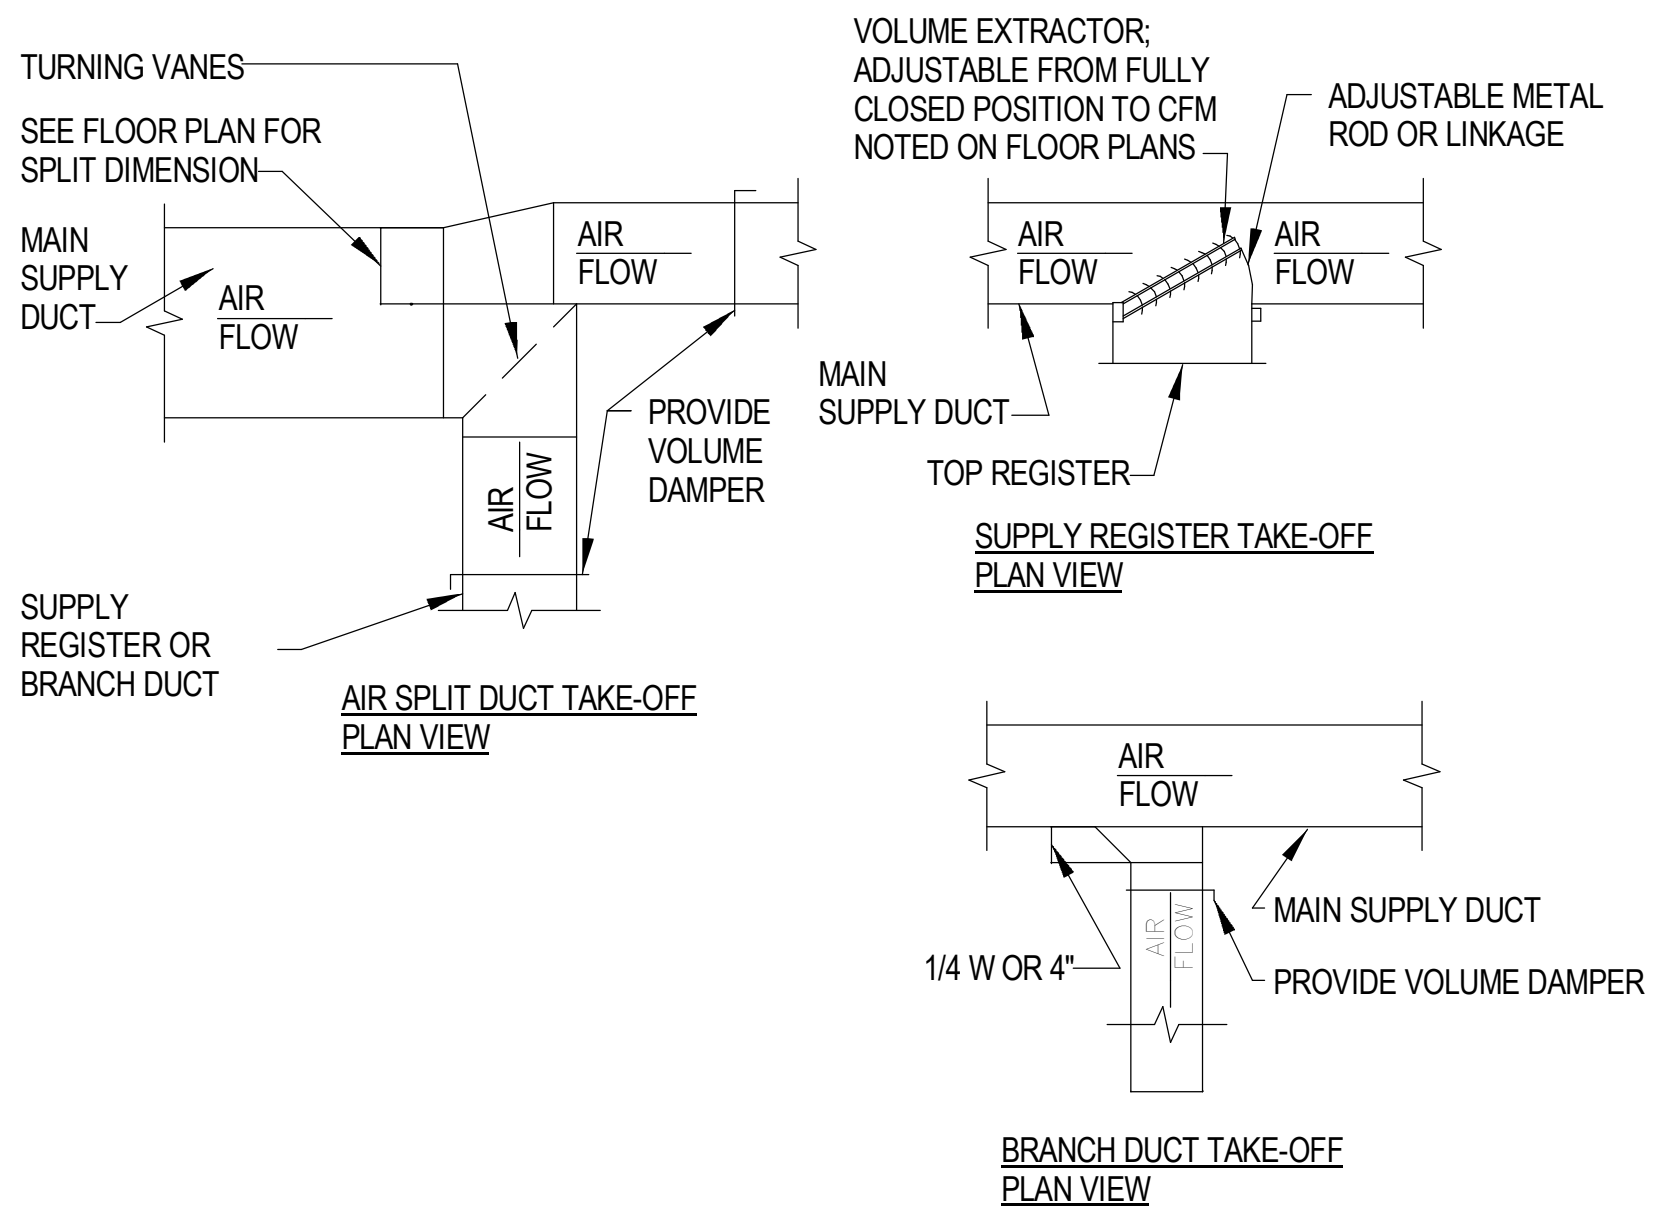 TURNING VANES
SEE FLOOR PLAN FOR
SPLIT DIMENSION
MAIN
SUPPLY
DUCT
AIR
FLOW
AIR
FLOW
PROVIDE
VOLUME
DAMPER
AIR
FLOW
SUPPLY
REGISTER OR
BRANCH DUCT
AIR SPLIT DUCT TAKE-OFF
PLAN VIEW
VOLUME EXTRACTOR;
ADJUSTABLE FROM FULLY
CLOSED POSITION TO CFM
NOTED ON FLOOR PLANS
ADJUSTABLE METAL
ROD OR LINKAGE
AIR
FLOW
AIR
FLOW
MAIN
SUPPLY DUCT
TOP REGISTER
SUPPLY REGISTER TAKE-OFF
PLAN VIEW
AIR
FLOW
MAIN SUPPLY DUCT
AIR
FLOW
1/4 W OR 4"
PROVIDE VOLUME DAMPER
BRANCH DUCT TAKE-OFF
PLAN VIEW